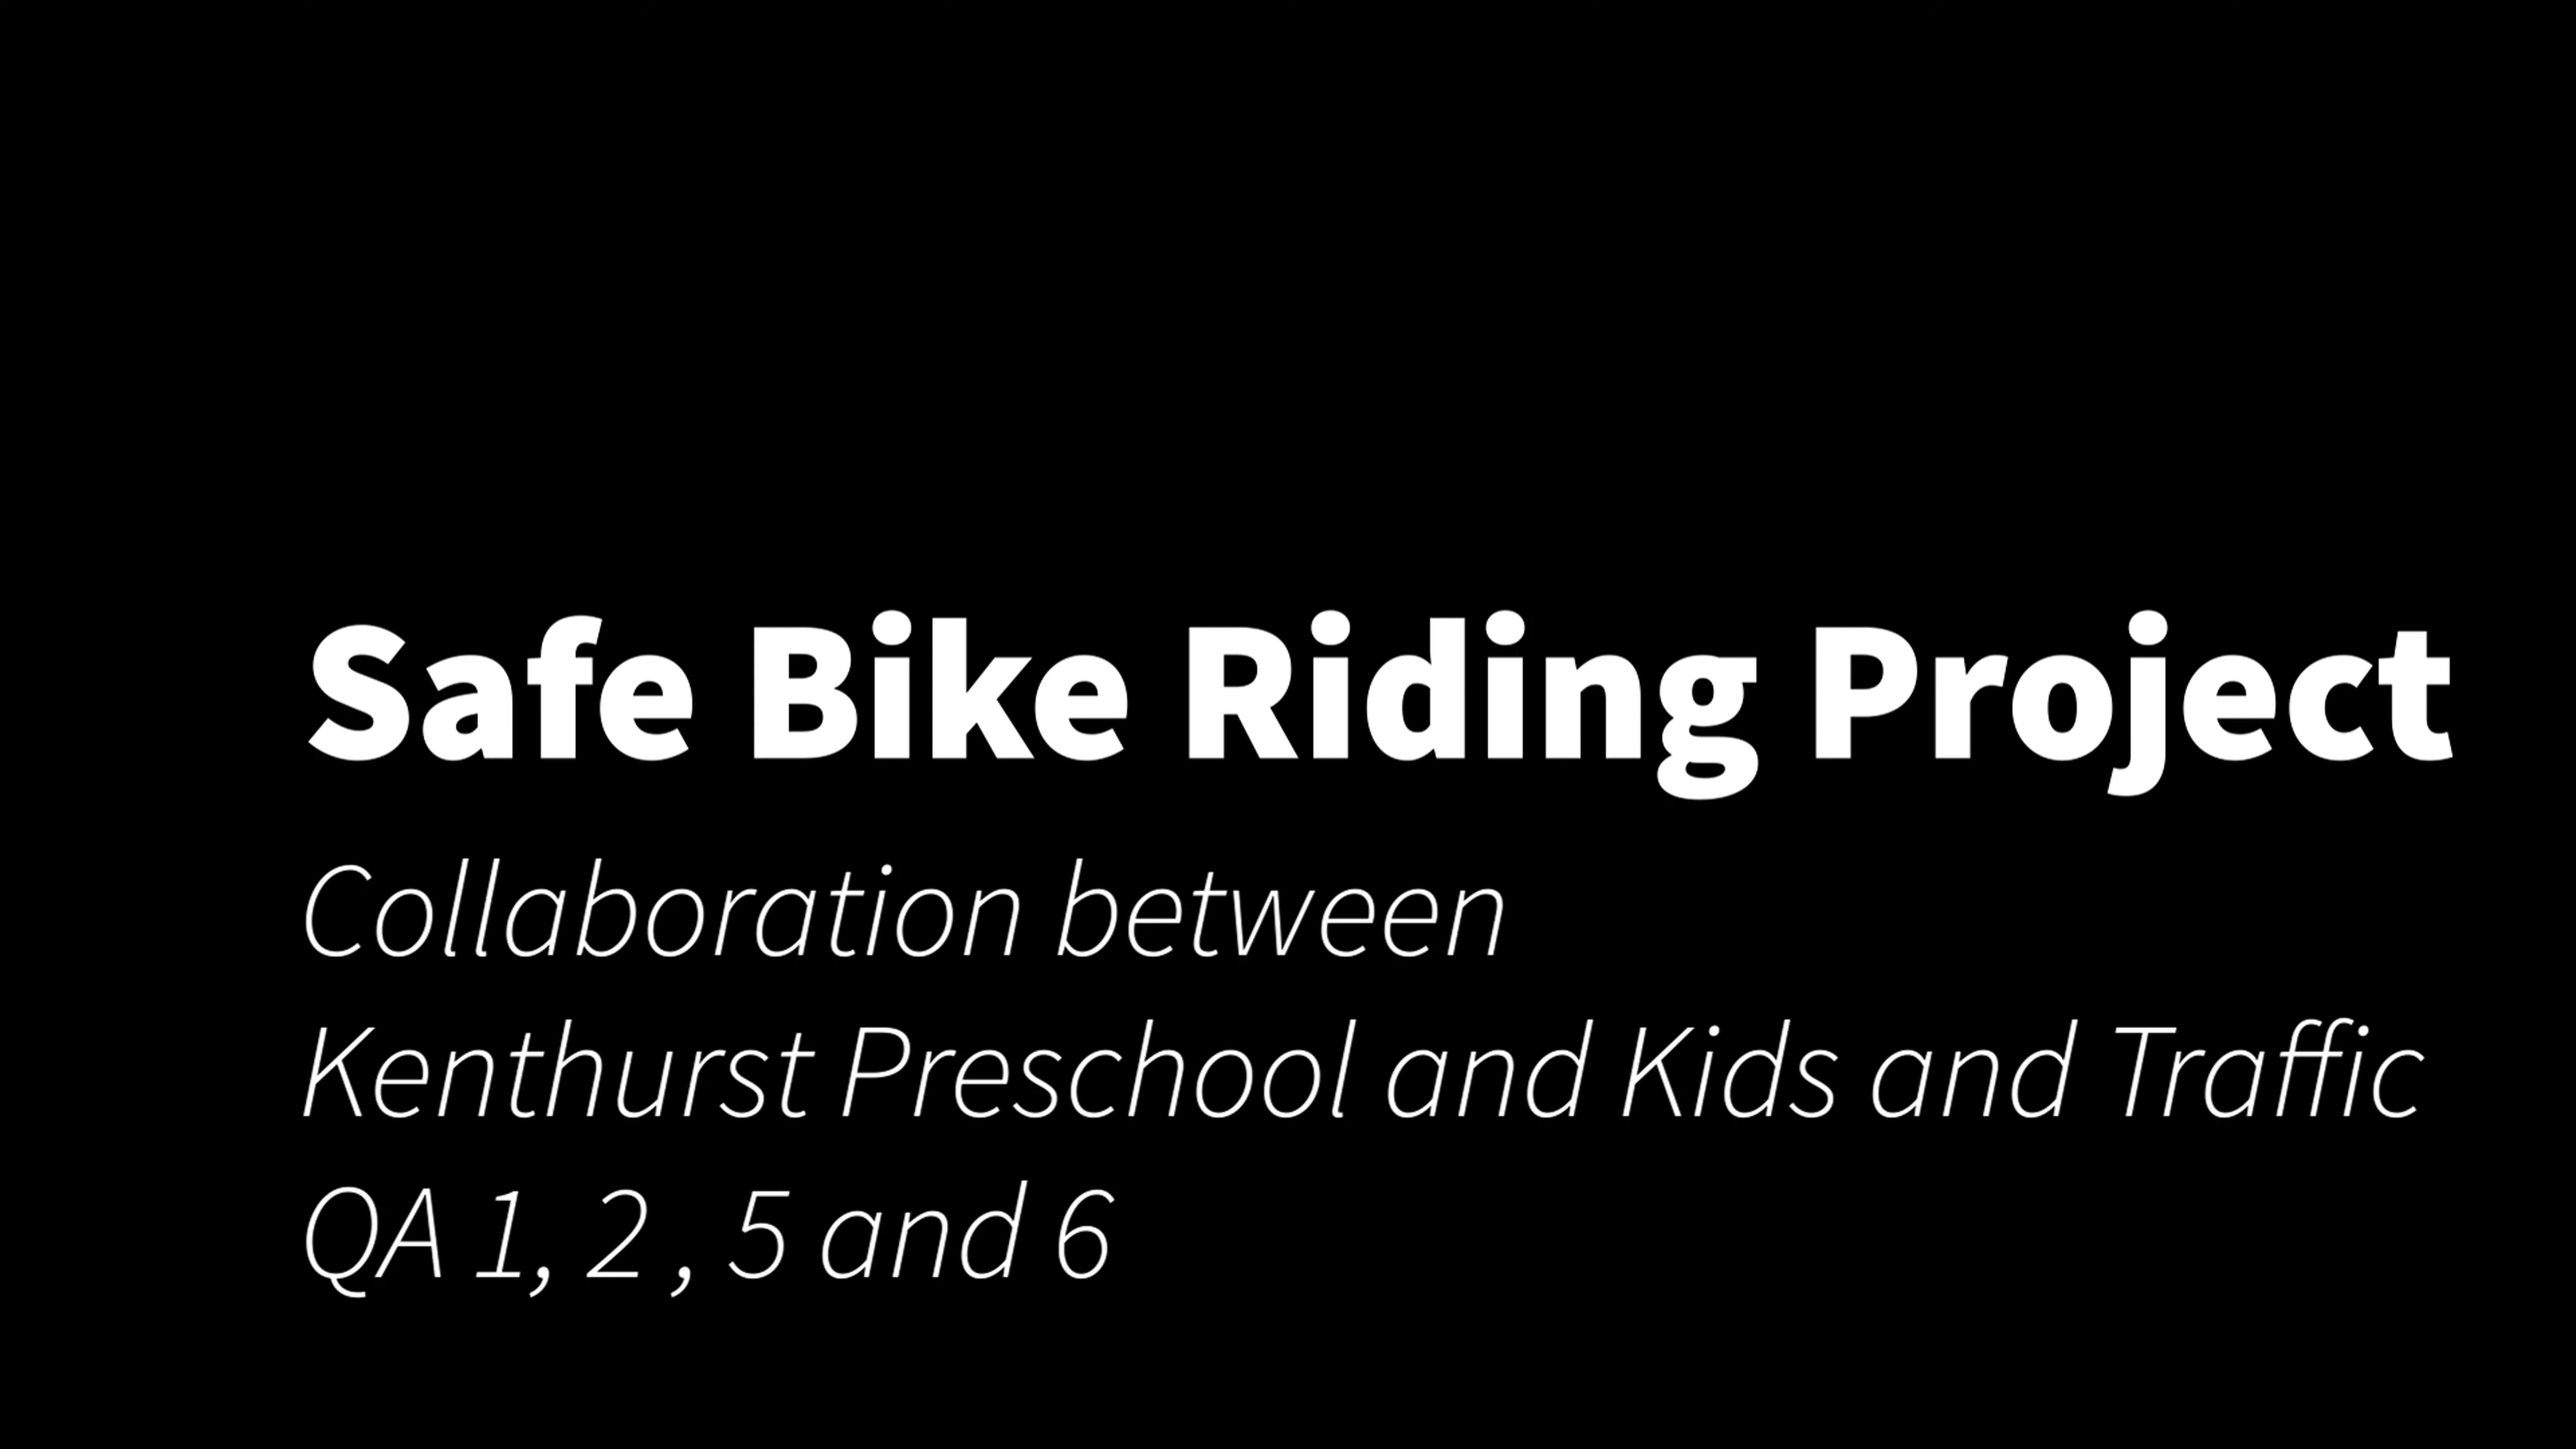 Safe Bike Riding Project
Collaboration between
Kenthurst Preschool and Kids and Traffic
QA 1, 2 , 5 and 6